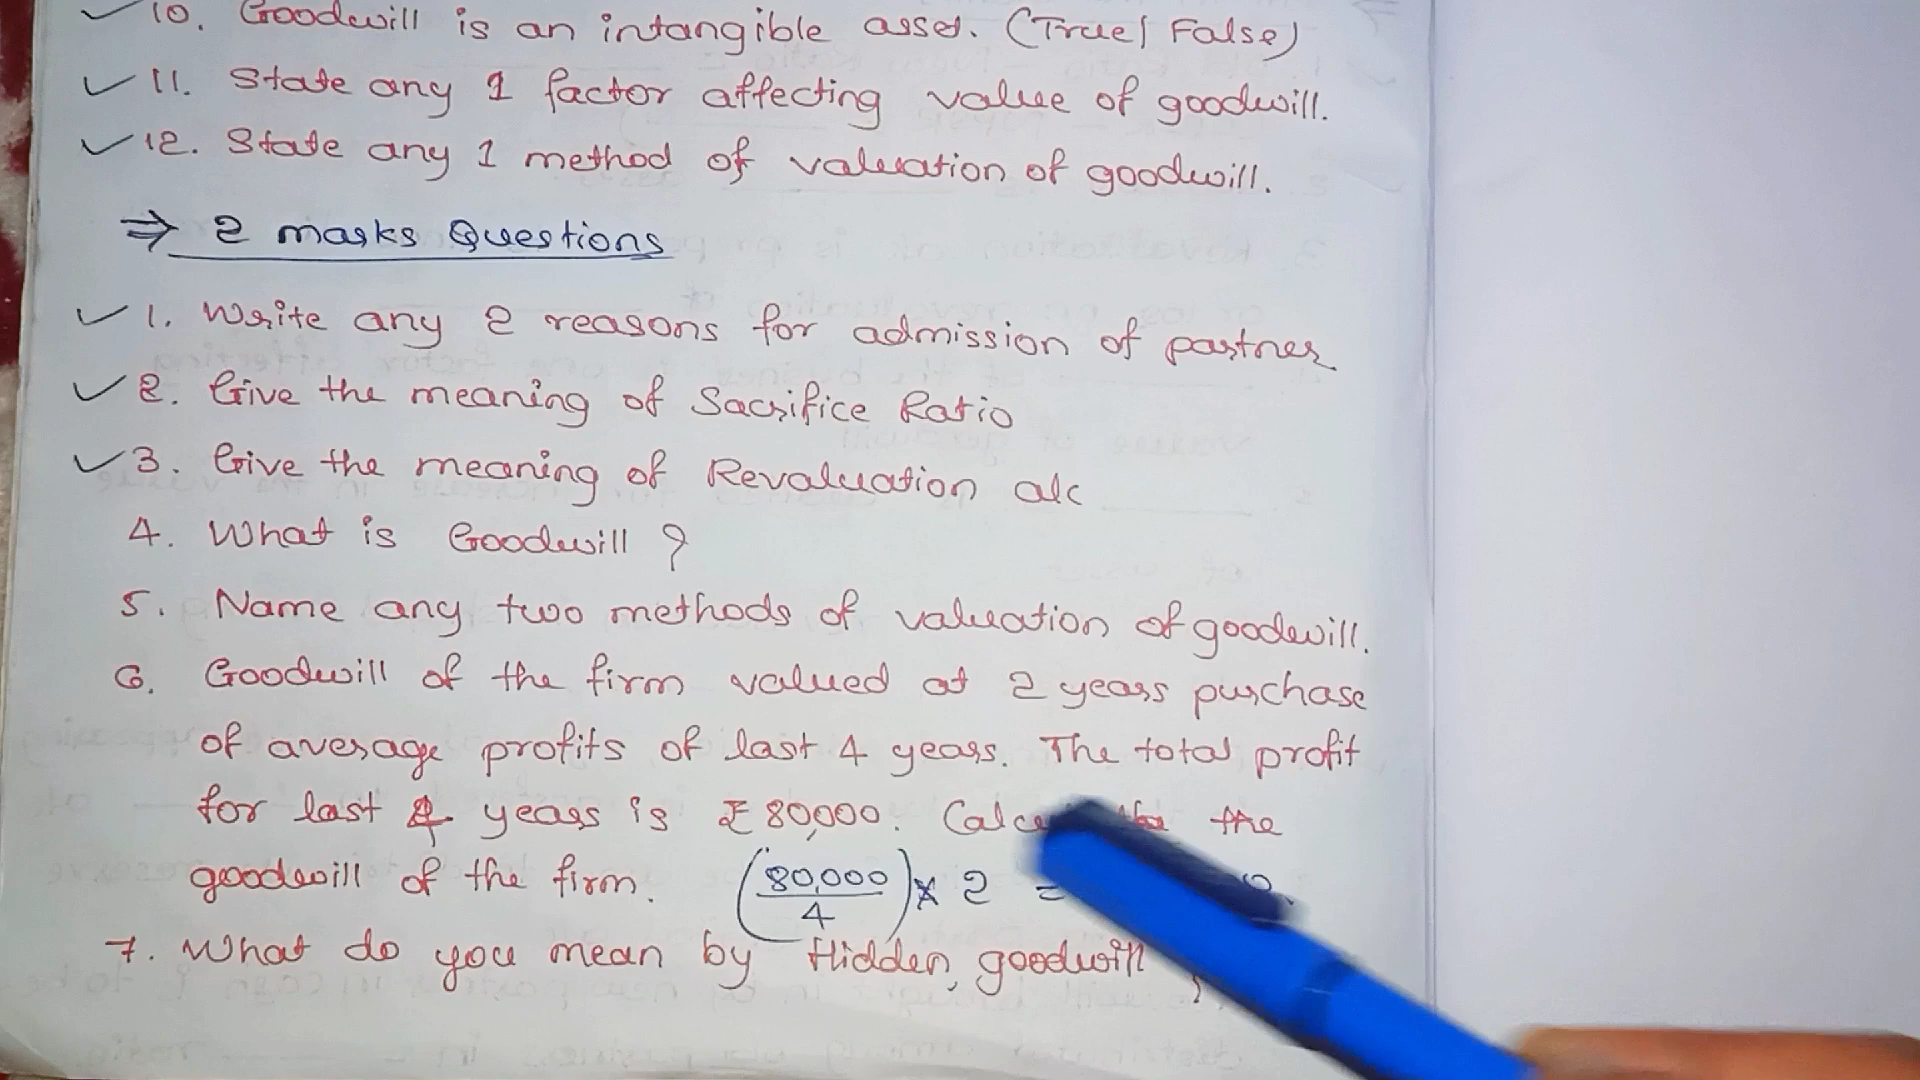 10. Goodwill is an intangible asset. (True/ False)
11. State any 1 factor affecting value of goodwill.
12. State any 1 method of valuation of goodwill.
⇒ 2 marks Questions
1. Write any 2 reasons for admission of partner
2. Give the meaning of Sacrifice Ratio
3. Give the meaning of Revaluation a/c
4. What is Goodwill ?
5. Name any two methods of valuation of goodwill.
6. Goodwill of the firm valued at 2 years purchase
of average profits of last 4 years. The total profit
for last 4 years is ₹ 80,000. the
goodwill of the firm. (80,000/4) x 2 =
7. What do you mean by Hidden goodwill ?